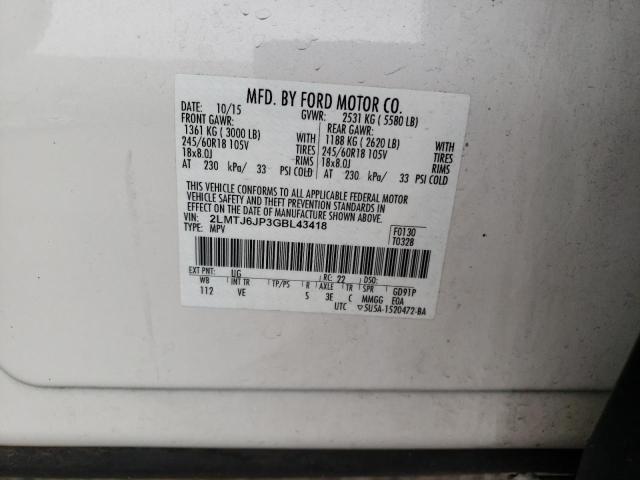 MFD. BY FORD MOTOR CO.
DATE: 10/15 GVWR: 2531 KG ( 5580 LB)
FRONT GAWR: REAR GAWR:
1361 KG ( 3000 LB) WITH 1188 KG ( 2620 LB) WITH
245/60R18 105V TIRES 245/60R18 105V TIRES
18x8.0J RIMS 18x8.0J RIMS
AT 230 kPa/ 33 PSI COLD AT 230 kPa/ 33 PSI COLD
THIS VEHICLE CONFORMS TO ALL APPLICABLE FEDERAL MOTOR
VEHICLE SAFETY AND THEFT PREVENTION STANDARDS IN
EFFECT ON THE DATE OF MANUFACTURE SHOWN ABOVE.
VIN: 2LMTJ6JP3GBL43418 F0130
TYPE: MPV T0328
EXT PNT: UG RC: 22 DSO:
WB INT TR TP/PS R AXLE TR SPR GD91P
112 VE 5 3E C MMGG EOA
UTC ▽5U5A-1520472-BA